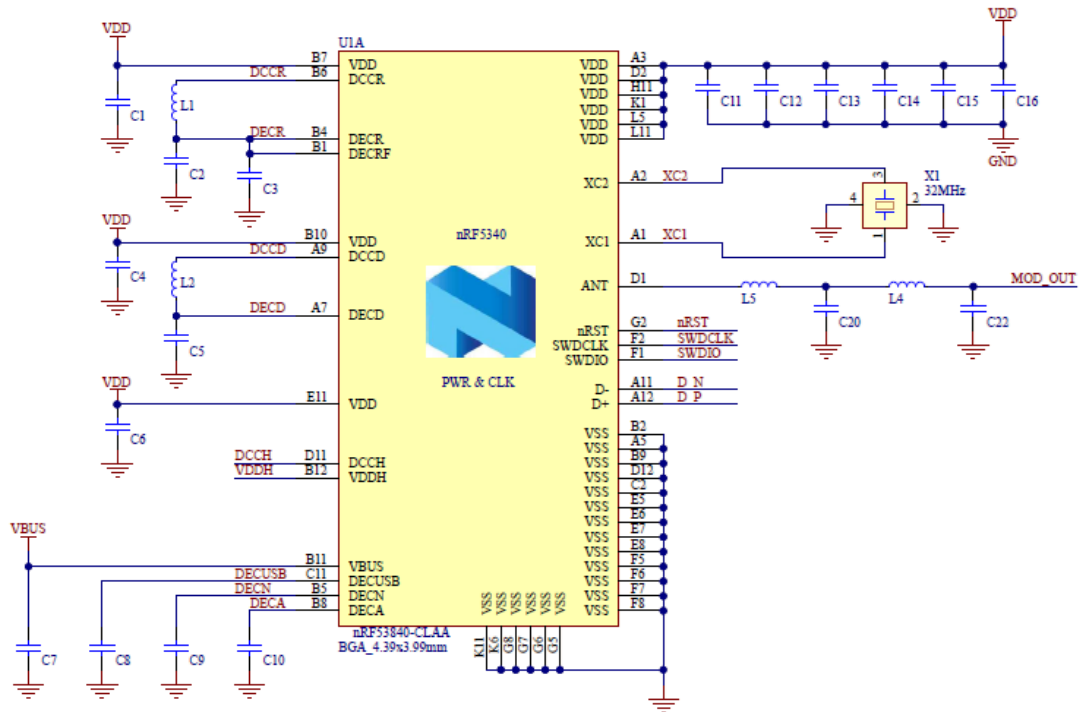 VDD
U1A
VDD
B7
VDD
DCCR
B6
DCCR
C1
L1
DECR
B4
DECR
B1
DECRF
C2
C3
VDD
B10
VDD
DCCD
A9
DCCD
C4
L2
DECD
A7
DECD
C5
VDD
E11
VDD
C6
DCCH
D11
DCCH
VDDH
B12
VDDH
VBUS
B11
VBUS
DECUSB
C11
DECUSB
DECN
B5
DECN
DECA
B8
DECA
C7
C8
C9
C10
nRF5340
PWR & CLK
nRF53840-CLAA
BGA_4.39x3.99mm
VDD
A3
VDD
D2
VDD
H11
VDD
K1
VDD
L5
VDD
L11
C11
C12
C13
C14
C15
C16
GND
XC2
A2
XC2
XC1
A1
XC1
3
4
2
1
X1
32MHz
ANT
D1
L5
L4
MOD_OUT
C20
C22
nRST
G2
nRST
SWDCLK
F2
SWDCLK
SWDIO
F1
SWDIO
D-
A11
D_N
D+
A12
D_P
VSS
B2
VSS
A5
VSS
B9
VSS
D12
VSS
C2
VSS
E5
VSS
E6
VSS
E7
VSS
E8
VSS
F5
VSS
F6
VSS
F7
VSS
F8
VSS
VSS
VSS
VSS
VSS
VSS
K11
K6
G8
G7
G6
G5